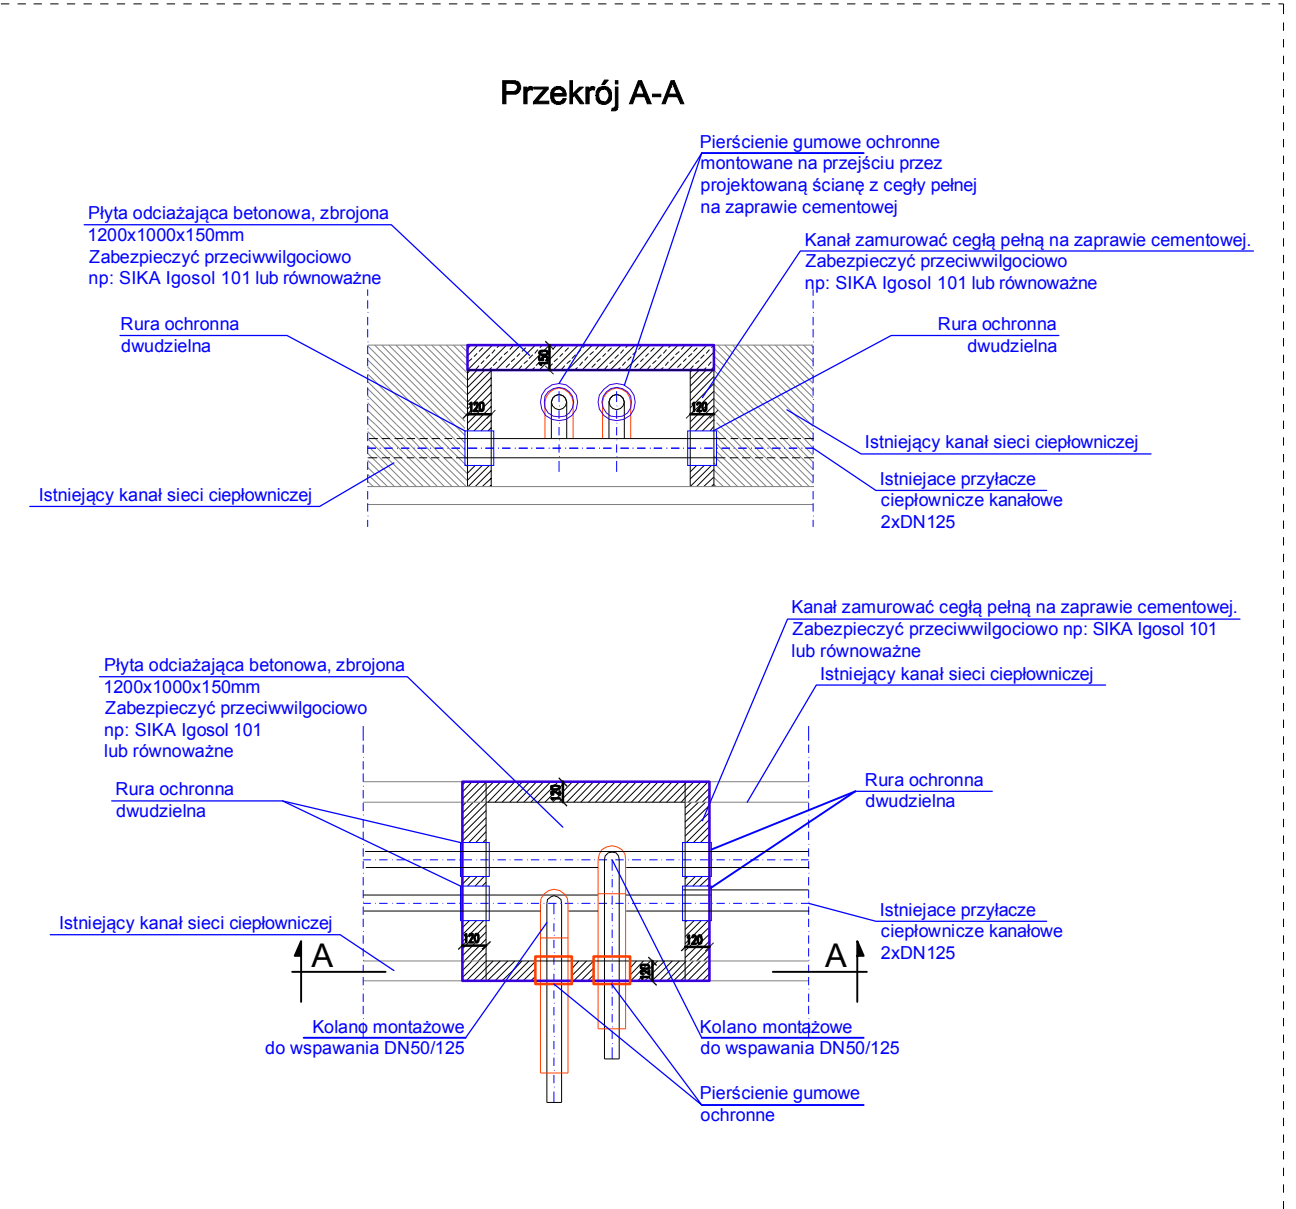 Przekrój A-A
Pierścienie gumowe ochronne
montowane na przejściu przez
projektowaną ścianę z cegły pełnej
na zaprawie cementowej
Płyta odciażająca betonowa, zbrojona
1200x1000x150mm
Zabezpieczyć przeciwwilgociowo
np: SIKA Igosol 101 lub równoważne
Kanał zamurować cegłą pełną na zaprawie cementowej.
Zabezpieczyć przeciwwilgociowo
np: SIKA Igosol 101 lub równoważne
Rura ochronna
dwudzielna
Rura ochronna
dwudzielna
150
120
120
Istniejący kanał sieci ciepłowniczej
Istniejący kanał sieci ciepłowniczej
Istniejace przyłacze
ciepłownicze kanałowe
2xDN125
Kanał zamurować cegłą pełną na zaprawie cementowej.
Zabezpieczyć przeciwwilgociowo np: SIKA Igosol 101
lub równoważne
Istniejący kanał sieci ciepłowniczej
Płyta odciażająca betonowa, zbrojona
1200x1000x150mm
Zabezpieczyć przeciwwilgociowo
np: SIKA Igosol 101
lub równoważne
Rura ochronna
dwudzielna
Rura ochronna
dwudzielna
120
Istniejący kanał sieci ciepłowniczej
Istniejace przyłacze
ciepłownicze kanałowe
2xDN125
120
120
120
A
A
Kolano montażowe
do wspawania DN50/125
Kolano montażowe
do wspawania DN50/125
Pierścienie gumowe
ochronne